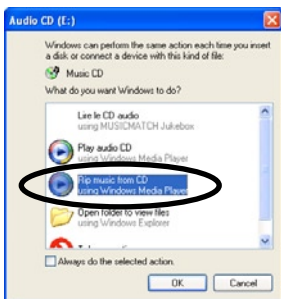 Audio CD (E:)
Windows can perform the same action each time you insert
a disk or connect a device with this kind of file:
Music CD
What do you want Windows to do?
Lire le CD audio
using MUSICMATCH Jukebox
Play audio CD
using Windows Media Player
Rip music from CD
using Windows Media Player
Open folder to view files
using Windows Explorer
Always do the selected action.
OK
Cancel